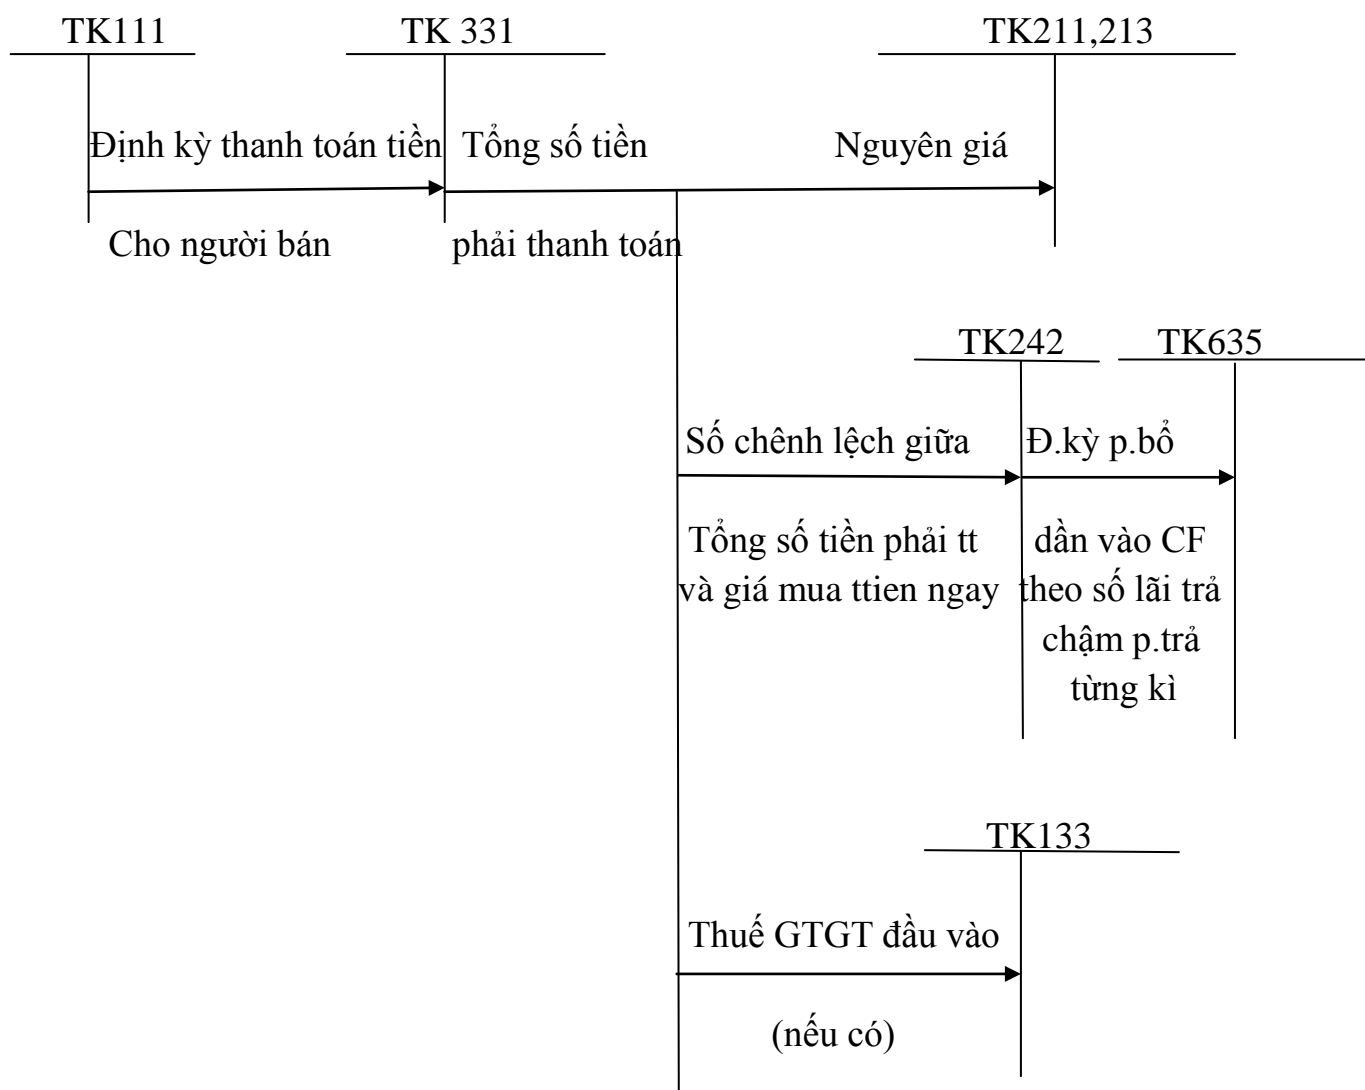 TK111 TK 331 TK211,213
Định kỳ thanh toán tiền Tổng số tiền Nguyên giá
Cho người bán phải thanh toán
TK242 TK635
Số chênh lệch giữa Đ.kỳ p.bổ
Tổng số tiền phải tt dần vào CF
và giá mua ttien ngay theo số lãi trả
chậm p.trả
từng kì
TK133
Thuế GTGT đầu vào
(nếu có)